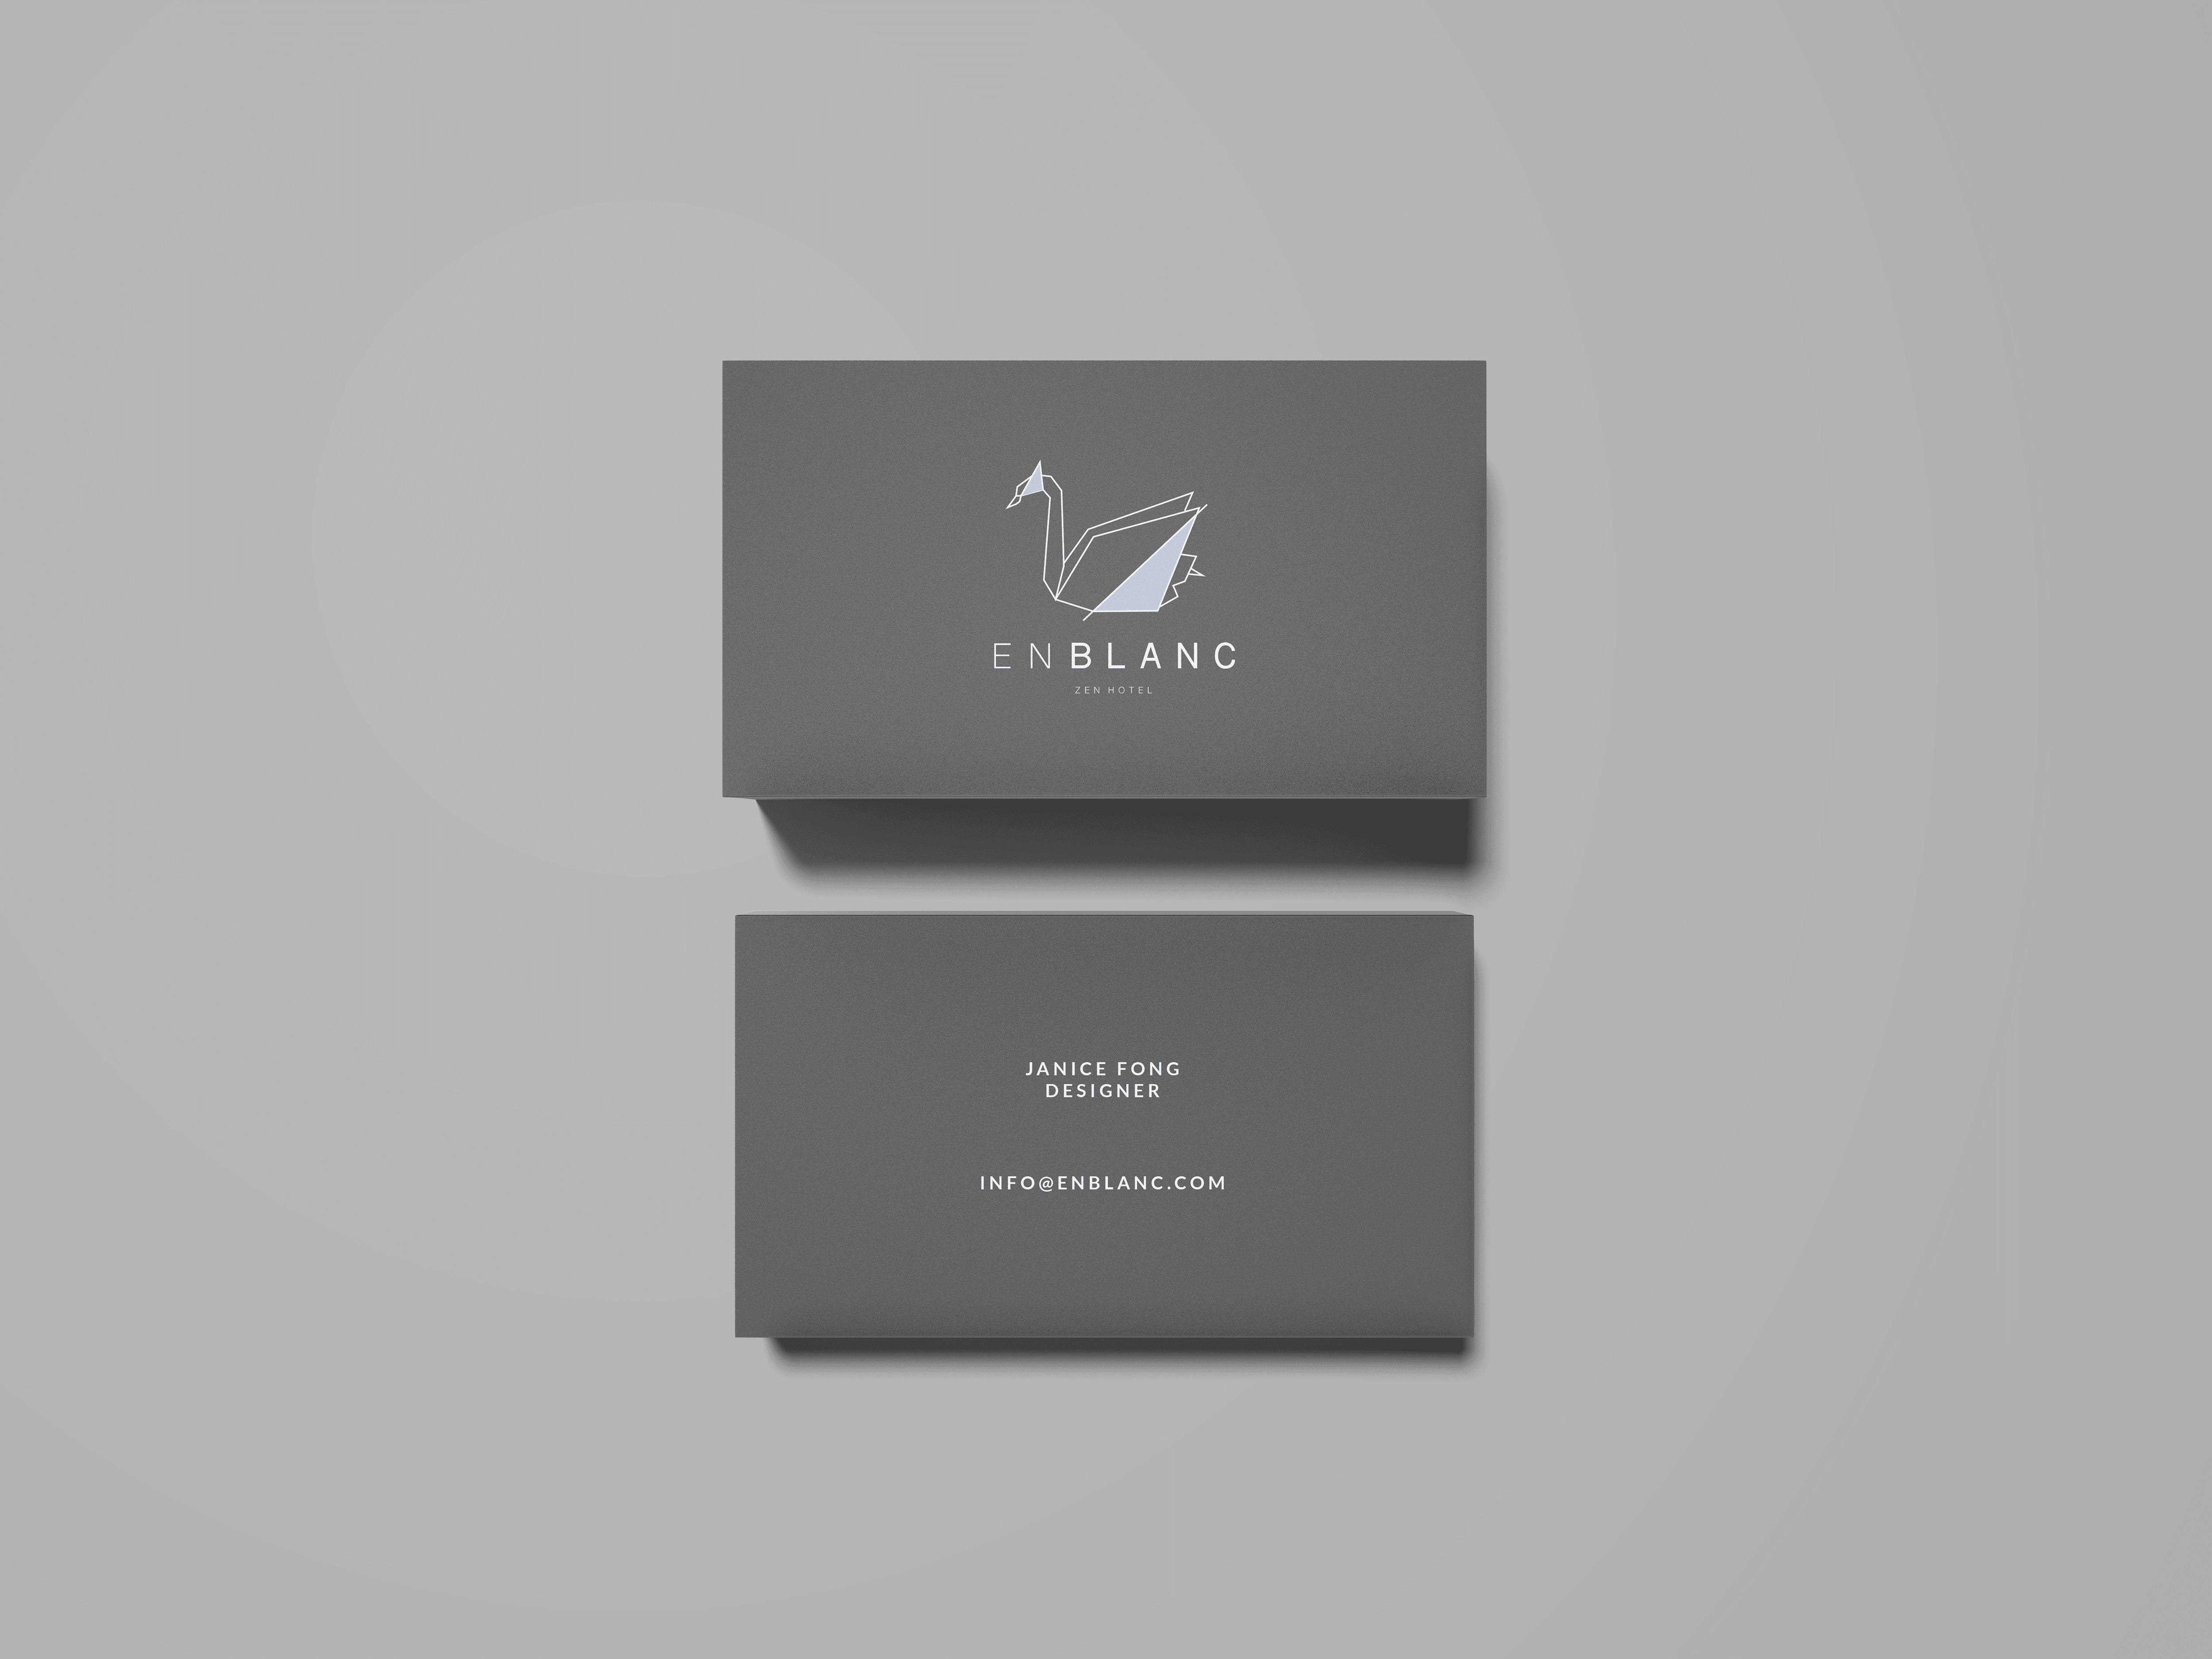 ENBLANC
ZEN HOTEL
JANICE FONG
DESIGNER
INFO@ENBLANC.COM